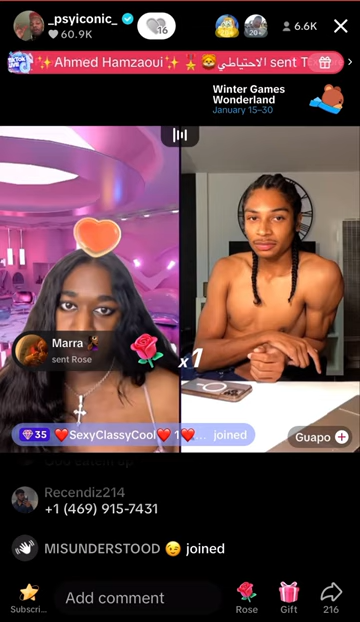 _psyiconic_
60.9K
16
20
6.6K
✨Ahmed Hamzaoui✨ الاحتياطي sent T
Winter Games
Wonderland
January 15–30
Marra
sent Rose
x1
35 ❤️SexyClassyCool❤️ 1❤️... joined
Guapo
Recendiz214
+1 (469) 915-7431
MISUNDERSTOOD 😉 joined
Subscri...
Add comment
Rose
Gift
216